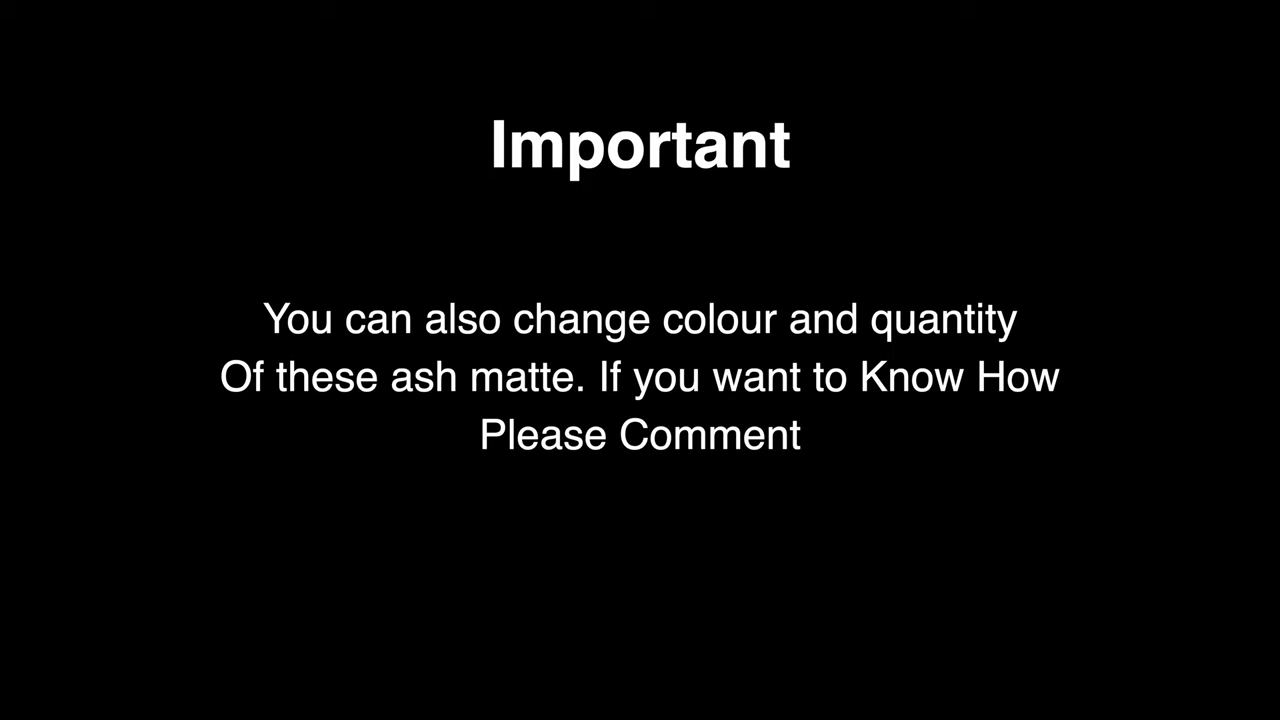 Important
You can also change colour and quantity
Of these ash matte. If you want to Know How
Please Comment